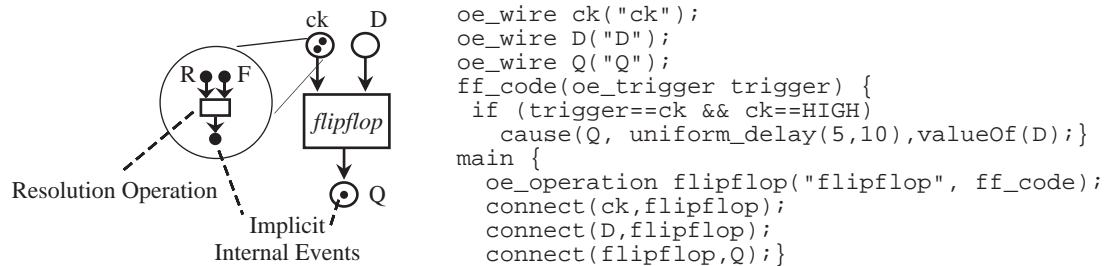 ck D
R F
flipflop
Resolution Operation
Q
Implicit
Internal Events
oe_wire ck("ck");
oe_wire D("D");
oe_wire Q("Q");
ff_code(oe_trigger trigger) {
if (trigger==ck && ck==HIGH)
cause(Q, uniform_delay(5,10),valueOf(D);}
main {
oe_operation flipflop("flipflop", ff_code);
connect(ck,flipflop);
connect(D,flipflop);
connect(flipflop,Q);}